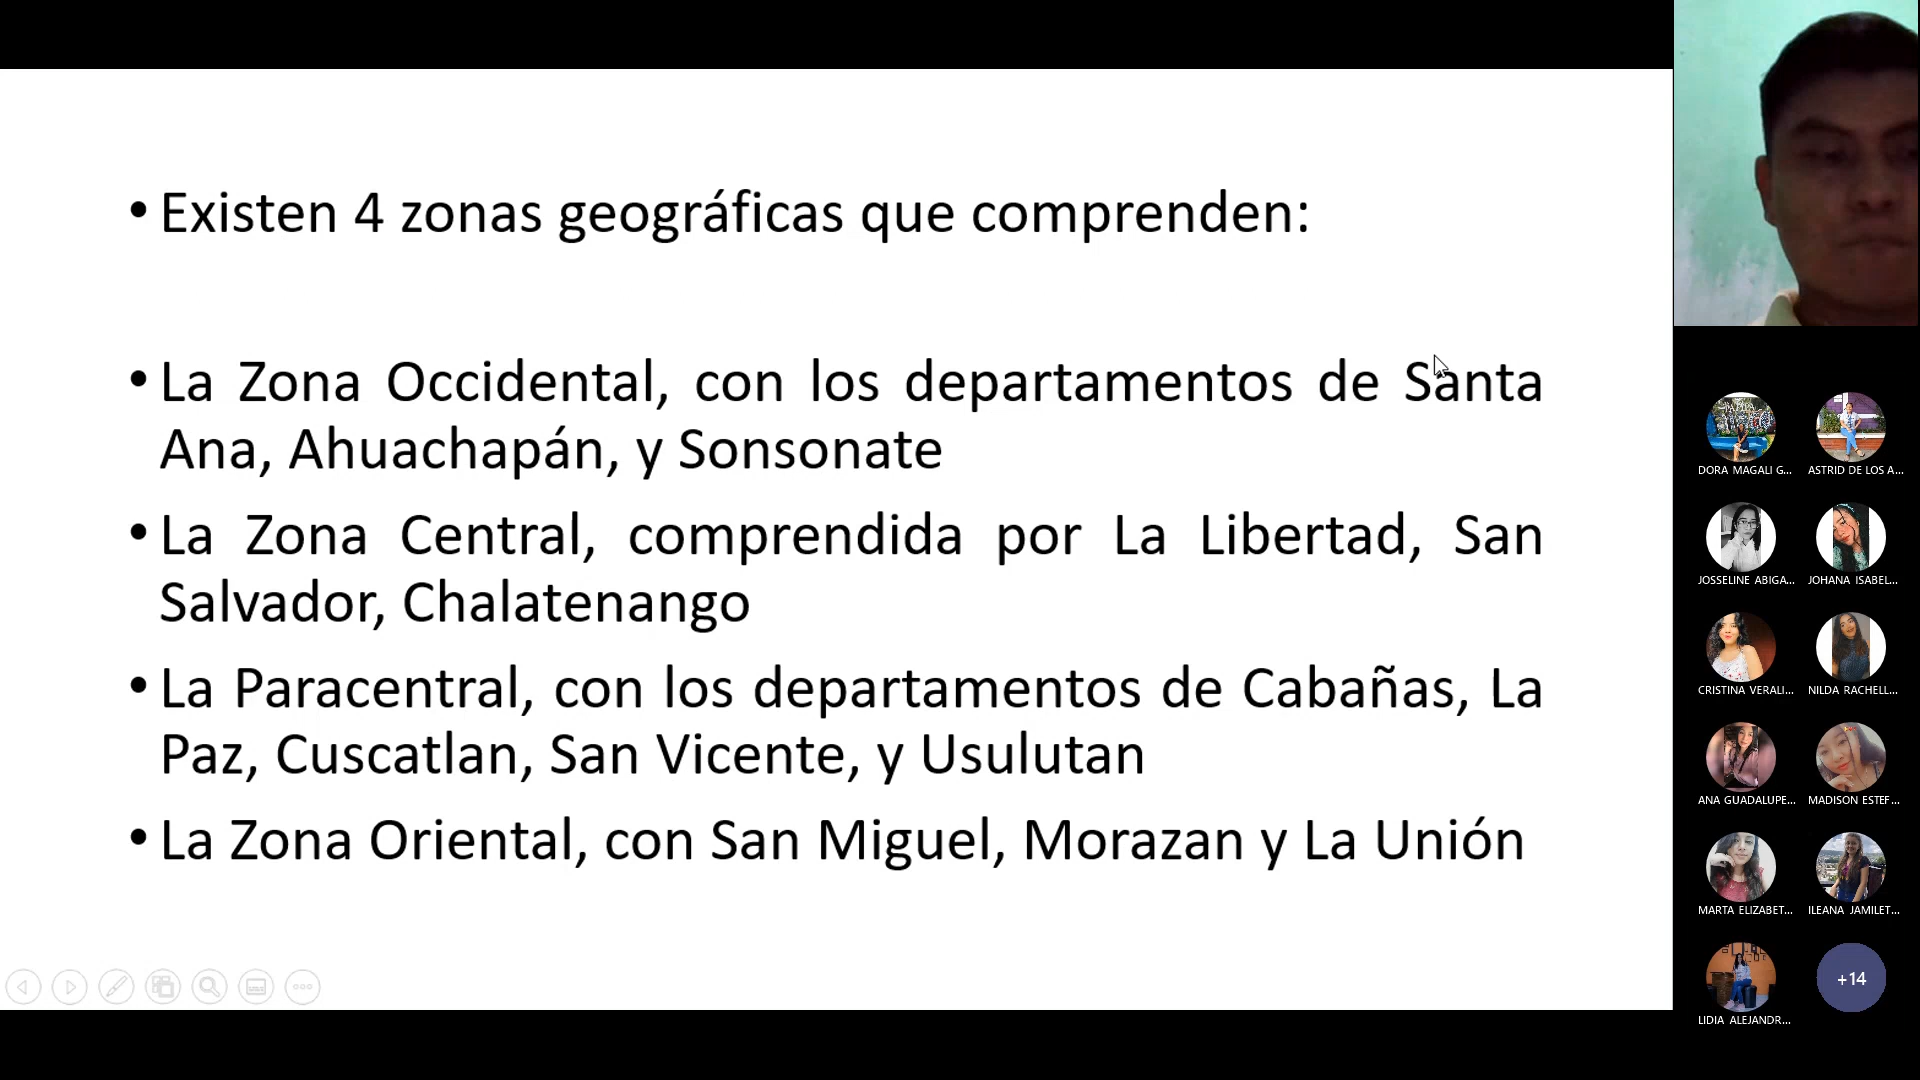 • Existen 4 zonas geográficas que comprenden:
• La Zona Occidental, con los departamentos de Santa
Ana, Ahuachapán, y Sonsonate
• La Zona Central, comprendida por La Libertad, San
Salvador, Chalatenango
• La Paracentral, con los departamentos de Cabañas, La
Paz, Cuscatlan, San Vicente, y Usulutan
• La Zona Oriental, con San Miguel, Morazan y La Unión
DORA MAGALI G...
ASTRID DE LOS A...
JOSSELINE ABIGA...
JOHANA ISABEL...
CRISTINA VERALI...
NILDA RACHELL...
ANA GUADALUPE...
MADISON ESTEF...
MARTA ELIZABET...
ILEANA JAMILET...
LIDIA ALEJANDR...
+14